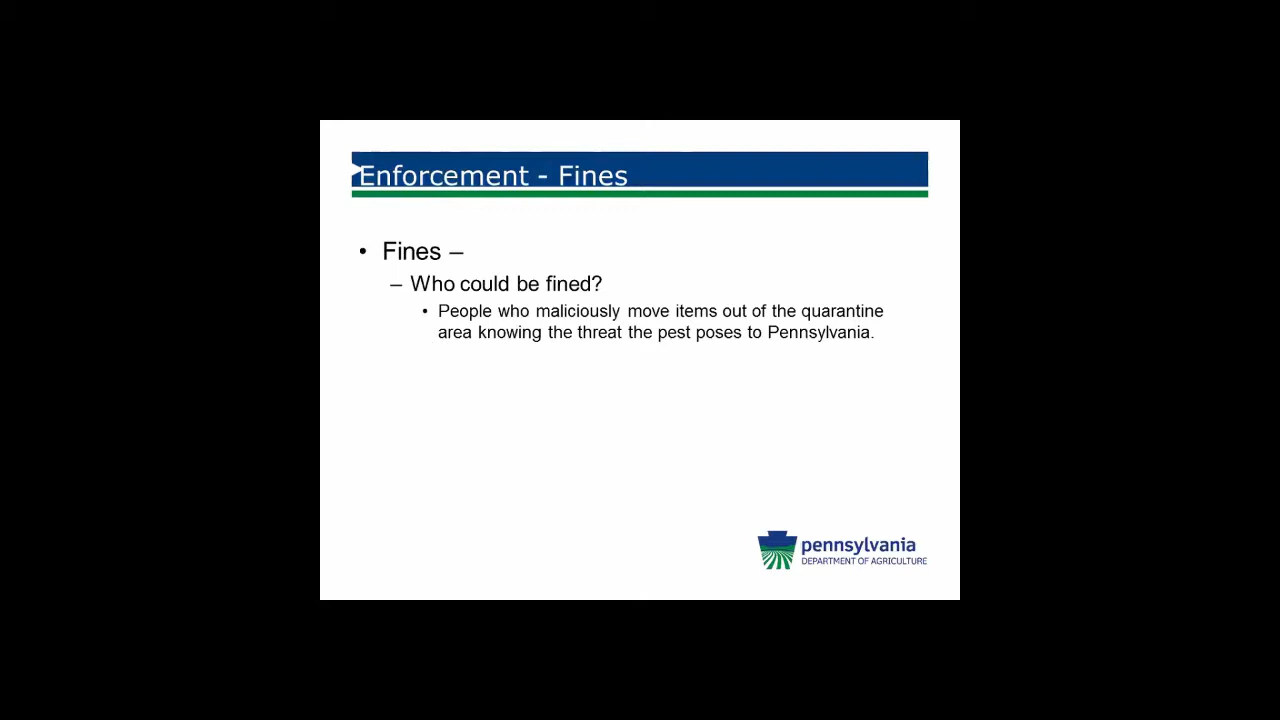 Enforcement - Fines
• Fines –
– Who could be fined?
• People who maliciously move items out of the quarantine
area knowing the threat the pest poses to Pennsylvania.
pennsylvania
DEPARTMENT OF AGRICULTURE